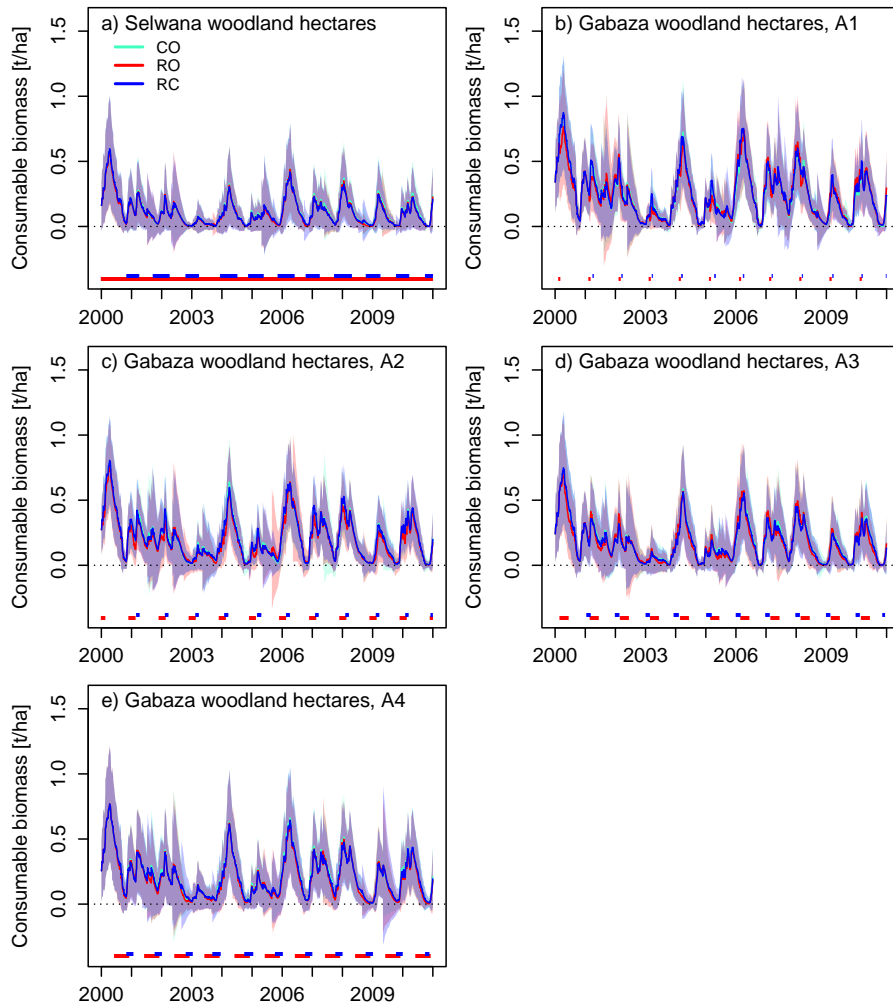 a) Selwana woodland hectares
CO
RO
RC
Consumable biomass [t/ha]
0.0 0.5 1.0 1.5
2000 2003 2006 2009
b) Gabaza woodland hectares, A1
Consumable biomass [t/ha]
0.0 0.5 1.0 1.5
2000 2003 2006 2009
c) Gabaza woodland hectares, A2
Consumable biomass [t/ha]
0.0 0.5 1.0 1.5
2000 2003 2006 2009
d) Gabaza woodland hectares, A3
Consumable biomass [t/ha]
0.0 0.5 1.0 1.5
2000 2003 2006 2009
e) Gabaza woodland hectares, A4
Consumable biomass [t/ha]
0.0 0.5 1.0 1.5
2000 2003 2006 2009